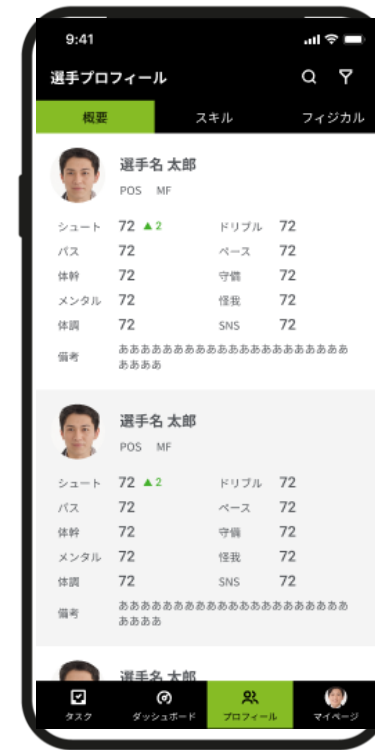 9:41
選手プロフィール
概要 スキル フィジカル
選手名 太郎
POS MF
シュート 72 ▲2 ドリブル 72
パス 72 ペース 72
体幹 72 守備 72
メンタル 72 怪我 72
体調 72 SNS 72
備考 あああああああああああああああああああああ
ああああ
選手名 太郎
POS MF
シュート 72 ▲2 ドリブル 72
パス 72 ペース 72
体幹 72 守備 72
メンタル 72 怪我 72
体調 72 SNS 72
備考 あああああああああああああああああああああ
ああああ
選手名 太郎
タスク ダッシュボード プロフィール マイページ